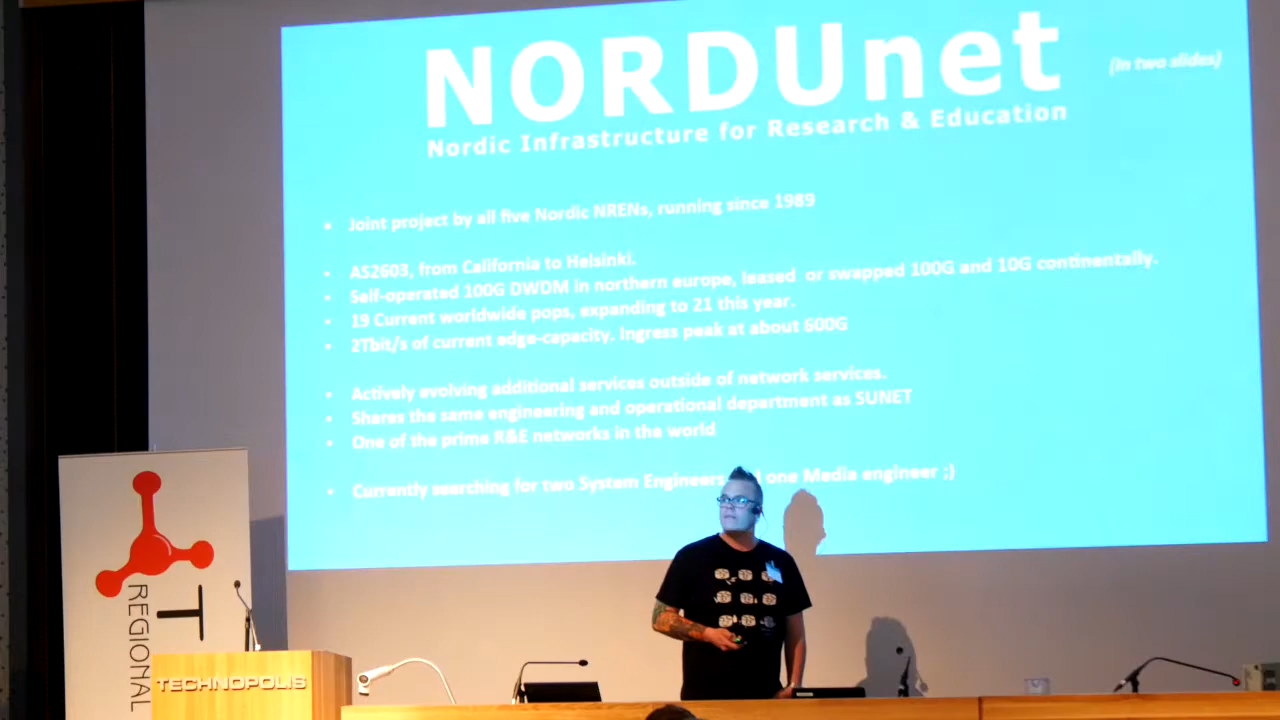 NORDUnet
(in two slides)
Nordic Infrastructure for Research & Education
Joint project by all five Nordic NRENs, running since 1989
AS2603, from California to Helsinki.
Self-operated 100G DWDM in northern europe, leased or swapped 100G and 10G continentally.
19 Current worldwide pops, expanding to 21 this year.
2Tbit/s of current edge-capacity. Ingress peak at about 600G
Actively evolving additional services outside of network services.
Shares the same engineering and operational department as SUNET
One of the prime R&E networks in the world
Currently searching for two System Engineers one Media engineer ;)
T
REGIONAL
TECHNOPOLIS